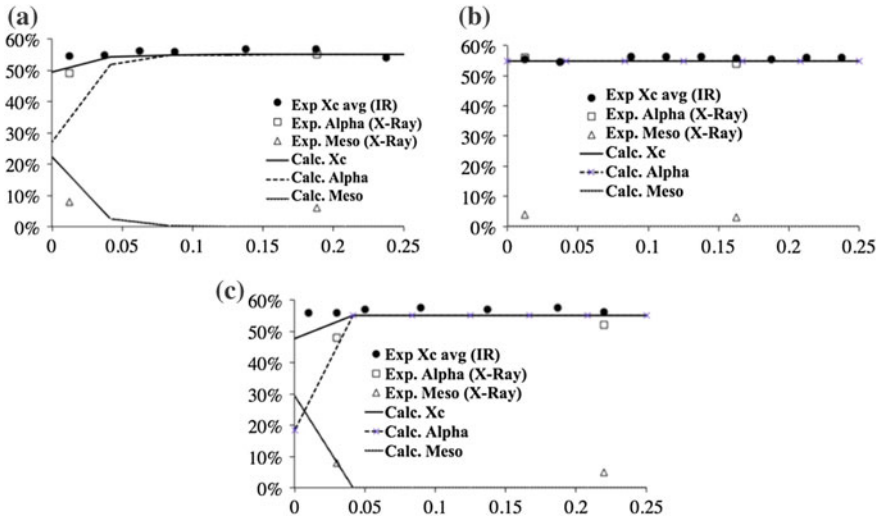 (a)
60%
50%
40%
30%
20%
10%
0%
Exp Xc avg (IR)
Exp. Alpha (X-Ray)
Exp. Meso (X-Ray)
Calc. Xc
Calc. Alpha
Calc. Meso
0 0.05 0.1 0.15 0.2 0.25
(b)
60%
50%
40%
30%
20%
10%
0%
Exp Xc avg (IR)
Exp. Alpha (X-Ray)
Exp. Meso (X-Ray)
Calc. Xc
Calc. Alpha
Calc. Meso
0 0.05 0.1 0.15 0.2 0.25
(c)
60%
50%
40%
30%
20%
10%
0%
Exp Xc avg (IR)
Exp. Alpha (X-Ray)
Exp. Meso (X-Ray)
Calc. Xc
Calc. Alpha
Calc. Meso
0 0.05 0.1 0.15 0.2 0.25